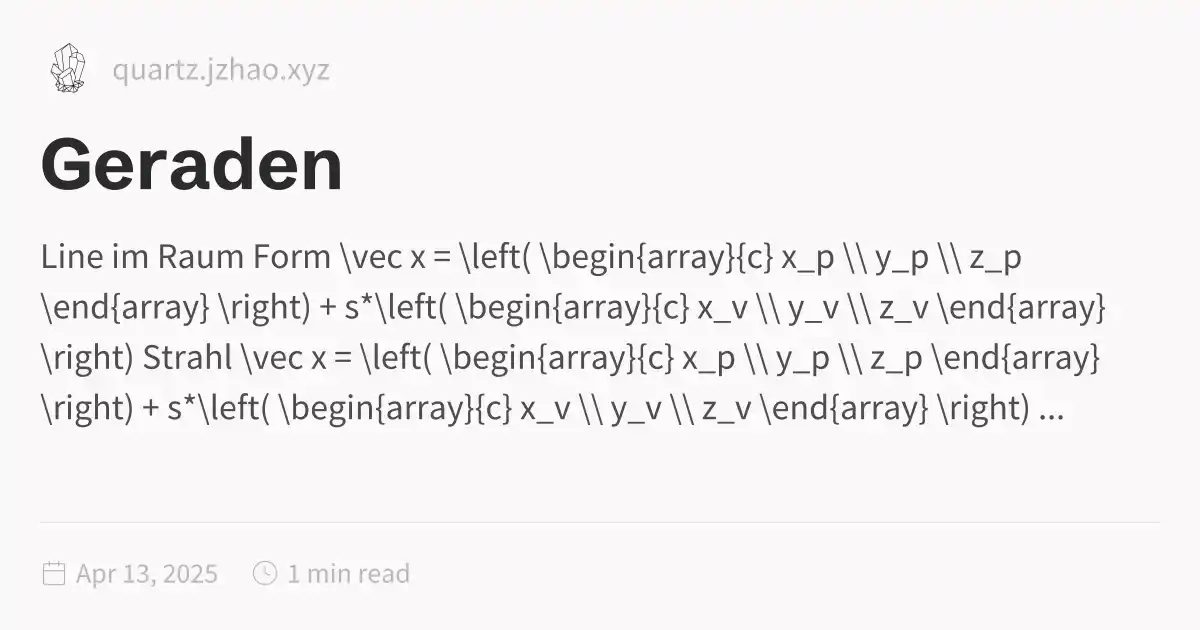 quartz.jzhao.xyz
Geraden
Line im Raum Form \vec x = \left( \begin{array}{c} x_p \\ y_p \\ z_p
\end{array} \right) + s*\left( \begin{array}{c} x_v \\ y_v \\ z_v \end{array}
\right) Strahl \vec x = \left( \begin{array}{c} x_p \\ y_p \\ z_p \end{array}
\right) + s*\left( \begin{array}{c} x_v \\ y_v \\ z_v \end{array} \right) ...
Apr 13, 2025 1 min read